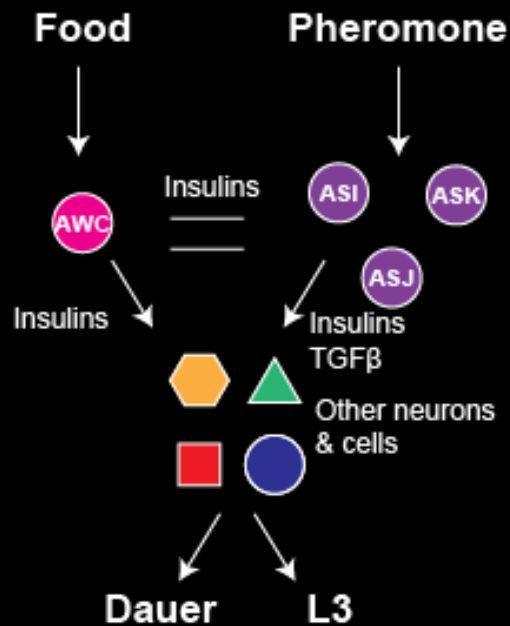 Food
Pheromone
Insulins
ASI
ASK
AWC
ASJ
Insulins
Insulins
TGFβ
Other neurons
& cells
Dauer
L3